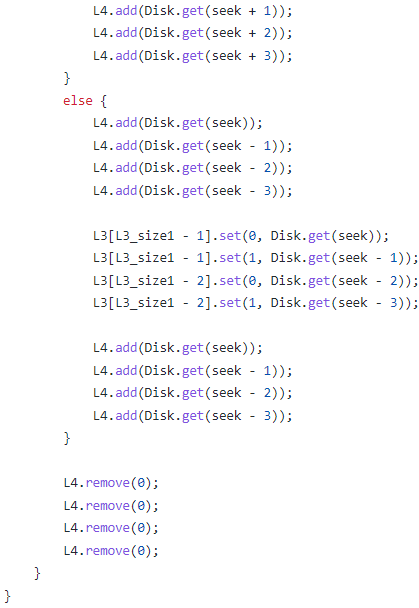 L4.add(Disk.get(seek + 1));
L4.add(Disk.get(seek + 2));
L4.add(Disk.get(seek + 3));
}
else {
L4.add(Disk.get(seek));
L4.add(Disk.get(seek - 1));
L4.add(Disk.get(seek - 2));
L4.add(Disk.get(seek - 3));
L3[L3_size1 - 1].set(0, Disk.get(seek));
L3[L3_size1 - 1].set(1, Disk.get(seek - 1));
L3[L3_size1 - 2].set(0, Disk.get(seek - 2));
L3[L3_size1 - 2].set(1, Disk.get(seek - 3));
L4.add(Disk.get(seek));
L4.add(Disk.get(seek - 1));
L4.add(Disk.get(seek - 2));
L4.add(Disk.get(seek - 3));
}
L4.remove(0);
L4.remove(0);
L4.remove(0);
L4.remove(0);
}
}